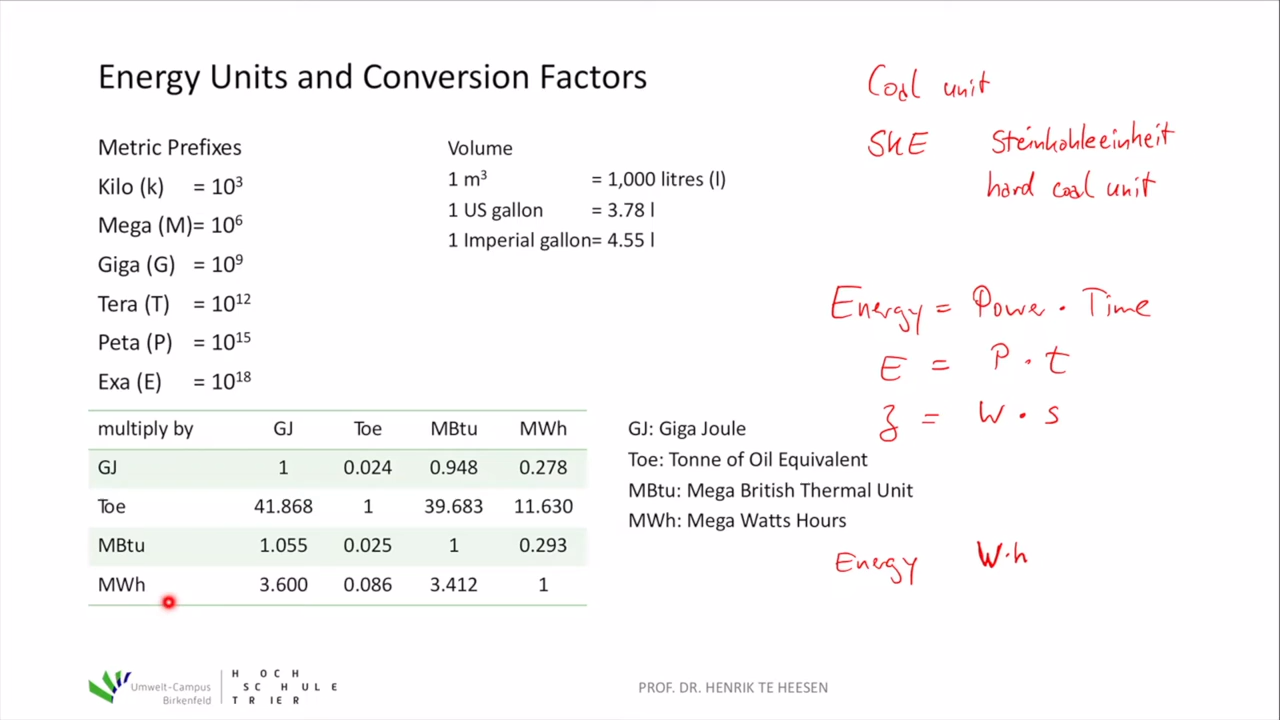 Energy Units and Conversion Factors
Metric Prefixes
Kilo (k) = 10³
Mega (M)= 10⁶
Giga (G) = 10⁹
Tera (T) = 10¹²
Peta (P) = 10¹⁵
Exa (E) = 10¹⁸
Volume
1 m³ = 1,000 litres (l)
1 US gallon = 3.78 l
1 Imperial gallon= 4.55 l
Coal unit
SKE Steinkohleeinheit
hard coal unit
Energy = Power · Time
E = P · t
J = W · s
multiply by GJ Toe MBtu MWh
GJ 1 0.024 0.948 0.278
Toe 41.868 1 39.683 11.630
MBtu 1.055 0.025 1 0.293
MWh 3.600 0.086 3.412 1
GJ: Giga Joule
Toe: Tonne of Oil Equivalent
MBtu: Mega British Thermal Unit
MWh: Mega Watts Hours
Energy W·h
Umwelt-Campus
Birkenfeld
HOCH
SCHULE
TRIER
PROF. DR. HENRIK TE HEESEN